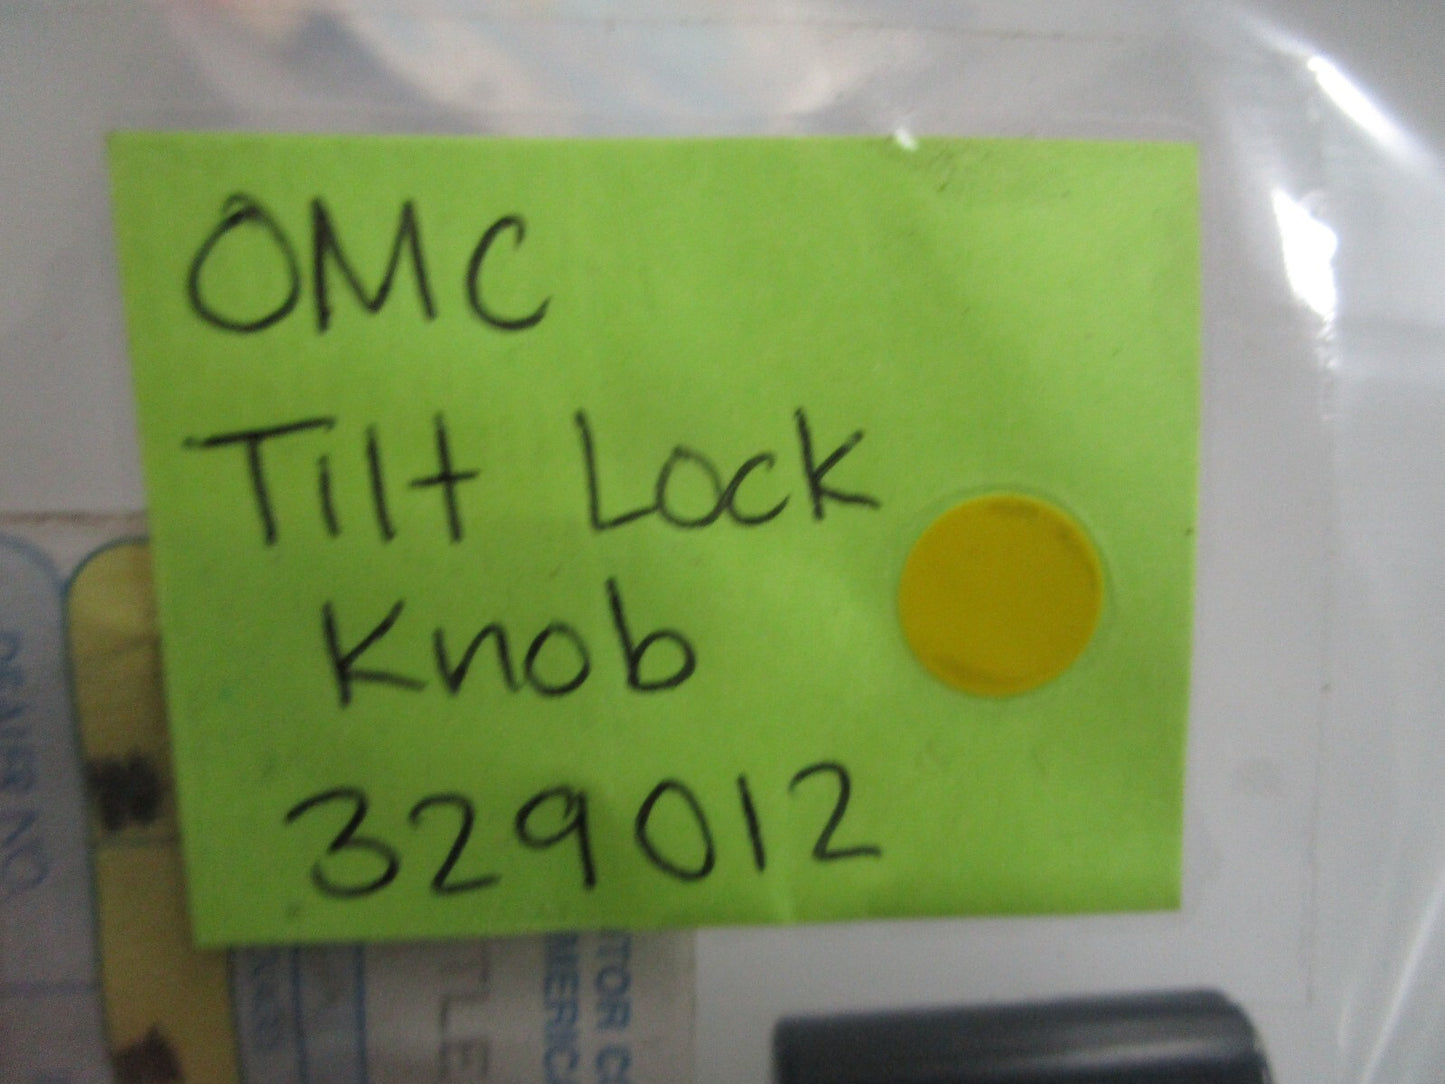 OMC
Tilt Lock
Knob
329012